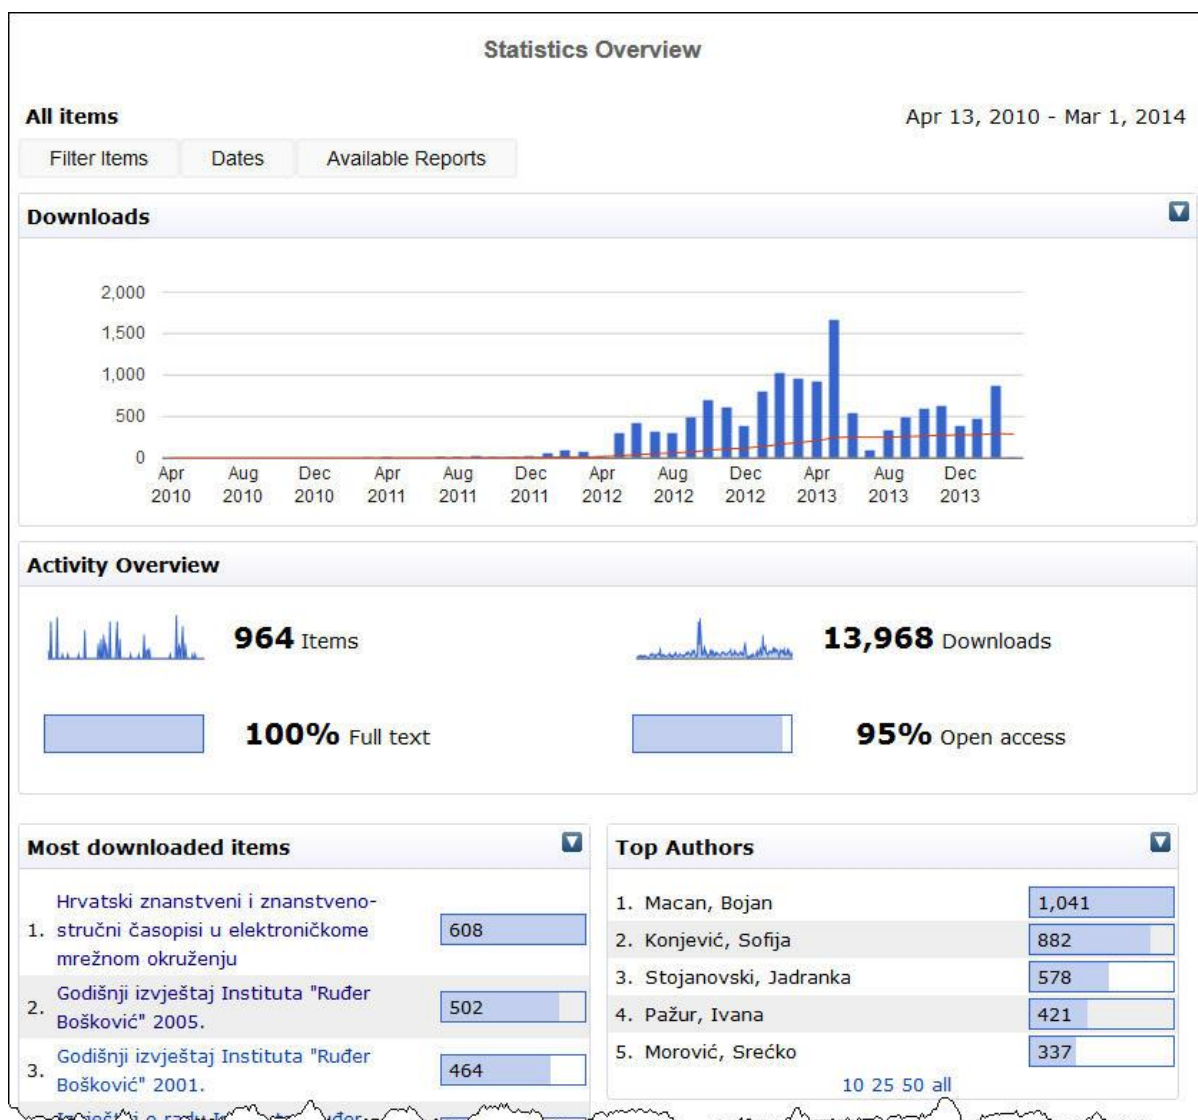 Statistics Overview
All items
Apr 13, 2010 - Mar 1, 2014
Filter Items
Dates
Available Reports
Downloads
2,000
1,500
1,000
500
0
Apr Aug Dec Apr Aug Dec Apr Aug Dec Apr Aug Dec
2010 2010 2010 2011 2011 2011 2012 2012 2012 2013 2013 2013
Activity Overview
964 Items
13,968 Downloads
100% Full text
95% Open access
Most downloaded items
Hrvatski znanstveni i znanstveno-
1. stručni časopisi u elektroničkome
mrežnom okruženju
608
Godišnji izvještaj Instituta "Ruđer
2. Bošković" 2005.
502
Godišnji izvještaj Instituta "Ruđer
3. Bošković" 2001.
464
Top Authors
1. Macan, Bojan 1,041
2. Konjević, Sofija 882
3. Stojanovski, Jadranka 578
4. Pažur, Ivana 421
5. Morović, Srećko 337
10 25 50 all